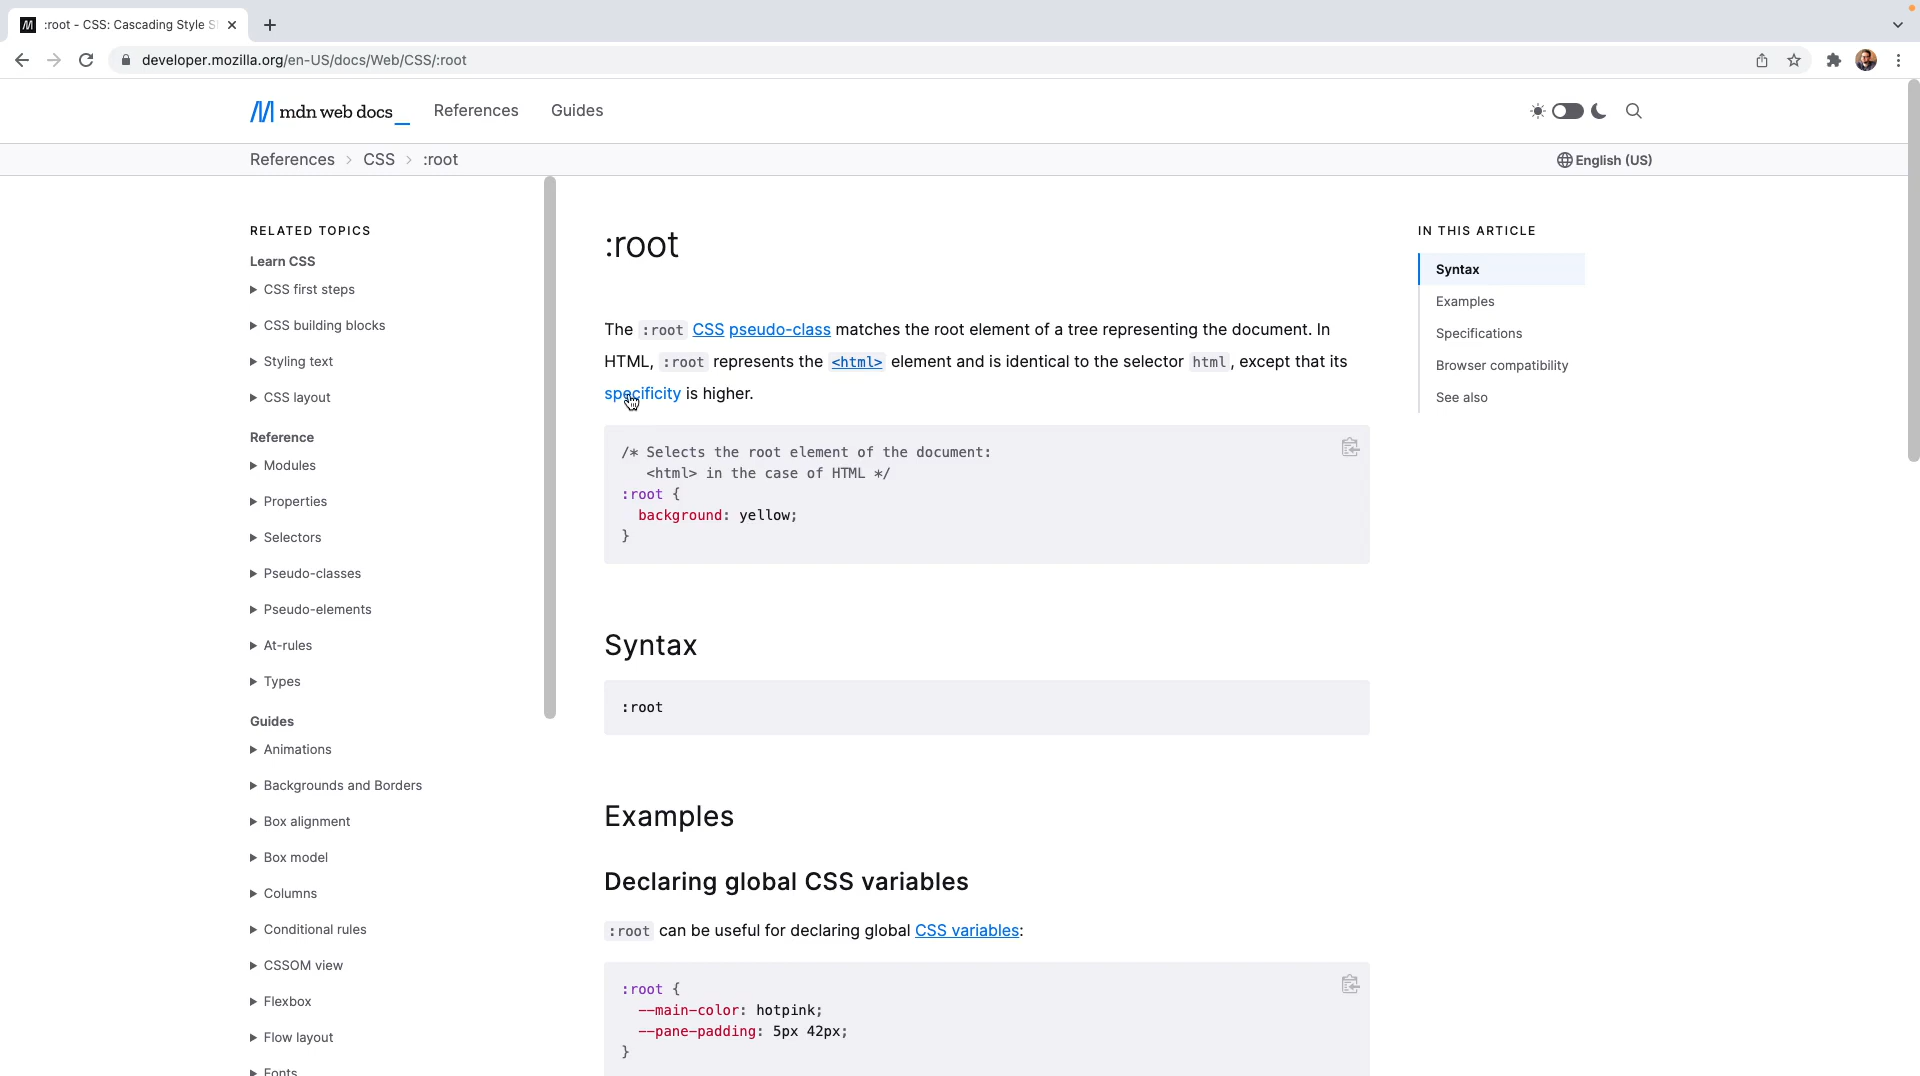 :root - CSS: Cascading Style S
developer.mozilla.org/en-US/docs/Web/CSS/:root
mdn web docs_
References
Guides
References > CSS > :root
English (US)
RELATED TOPICS
Learn CSS
CSS first steps
CSS building blocks
Styling text
CSS layout
Reference
Modules
Properties
Selectors
Pseudo-classes
Pseudo-elements
At-rules
Types
Guides
Animations
Backgrounds and Borders
Box alignment
Box model
Columns
Conditional rules
CSSOM view
Flexbox
Flow layout
Fonts
:root
The :root CSS pseudo-class matches the root element of a tree representing the document. In
HTML, :root represents the <html> element and is identical to the selector html, except that its
specificity is higher.
/* Selects the root element of the document:
<html> in the case of HTML */
:root {
background: yellow;
}
Syntax
:root
Examples
Declaring global CSS variables
:root can be useful for declaring global CSS variables:
:root {
--main-color: hotpink;
--pane-padding: 5px 42px;
}
IN THIS ARTICLE
Syntax
Examples
Specifications
Browser compatibility
See also